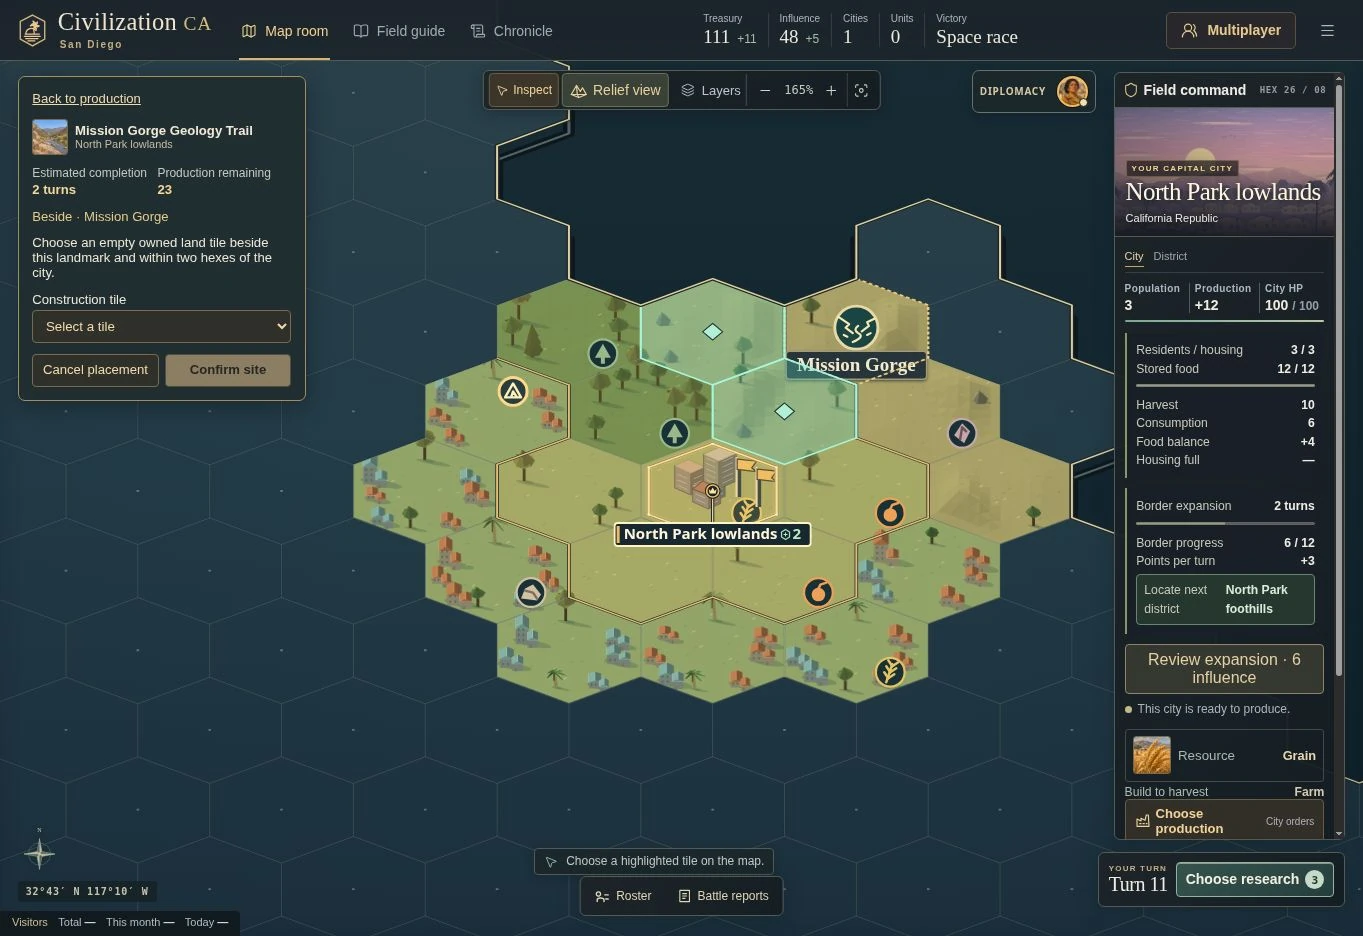 Civilization CA
San Diego
Map room
Field guide
Chronicle
Treasury
111 +11
Influence
48 +5
Cities
1
Units
0
Victory
Space race
Multiplayer
Back to production
Mission Gorge Geology Trail
North Park lowlands
Estimated completion
2 turns
Production remaining
23
Beside · Mission Gorge
Choose an empty owned land tile beside
this landmark and within two hexes of the
city.
Construction tile
Select a tile
Cancel placement
Confirm site
Inspect
Relief view
Layers
165%
DIPLOMACY
Mission Gorge
North Park lowlands 2
Field command
HEX 26 / 08
YOUR CAPITAL CITY
North Park lowlands
California Republic
City
District
Population
3
Production
+12
City HP
100 / 100
Residents / housing 3 / 3
Stored food 12 / 12
Harvest 10
Consumption 6
Food balance +4
Housing full —
Border expansion 2 turns
Border progress 6 / 12
Points per turn +3
Locate next
district
North Park
foothills
Review expansion · 6
influence
This city is ready to produce.
Resource Grain
Build to harvest Farm
Choose
production
City orders
N
32°43′ N 117°10′ W
Visitors Total — This month — Today —
Choose a highlighted tile on the map.
Roster
Battle reports
YOUR TURN
Turn 11
Choose research 3